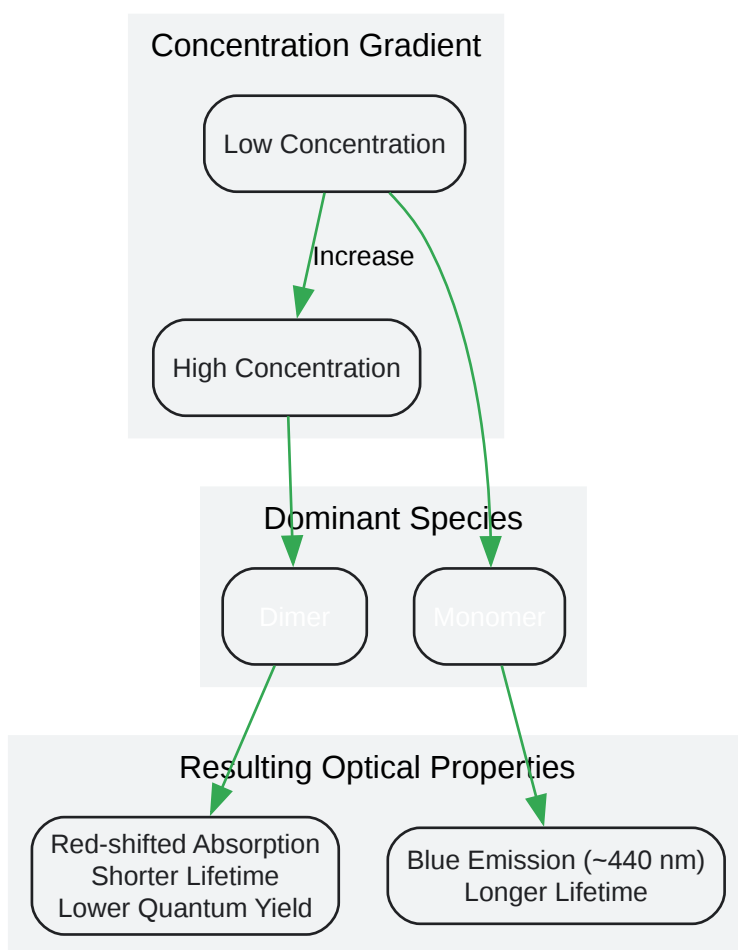 Concentration Gradient
Low Concentration
Increase
High Concentration
Dominant Species
Dimer
Monomer
Resulting Optical Properties
Red-shifted Absorption
Shorter Lifetime
Lower Quantum Yield
Blue Emission (~440 nm)
Longer Lifetime